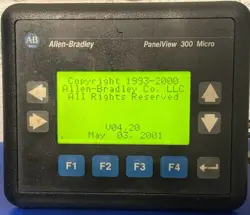 AB
Allen-Bradley
PanelView 300 Micro
Copyright 1993-2000
Allen-Bradley Co. LLC
All Rights Reserved
V04.20
May 03, 2001
F1 F2 F3 F4